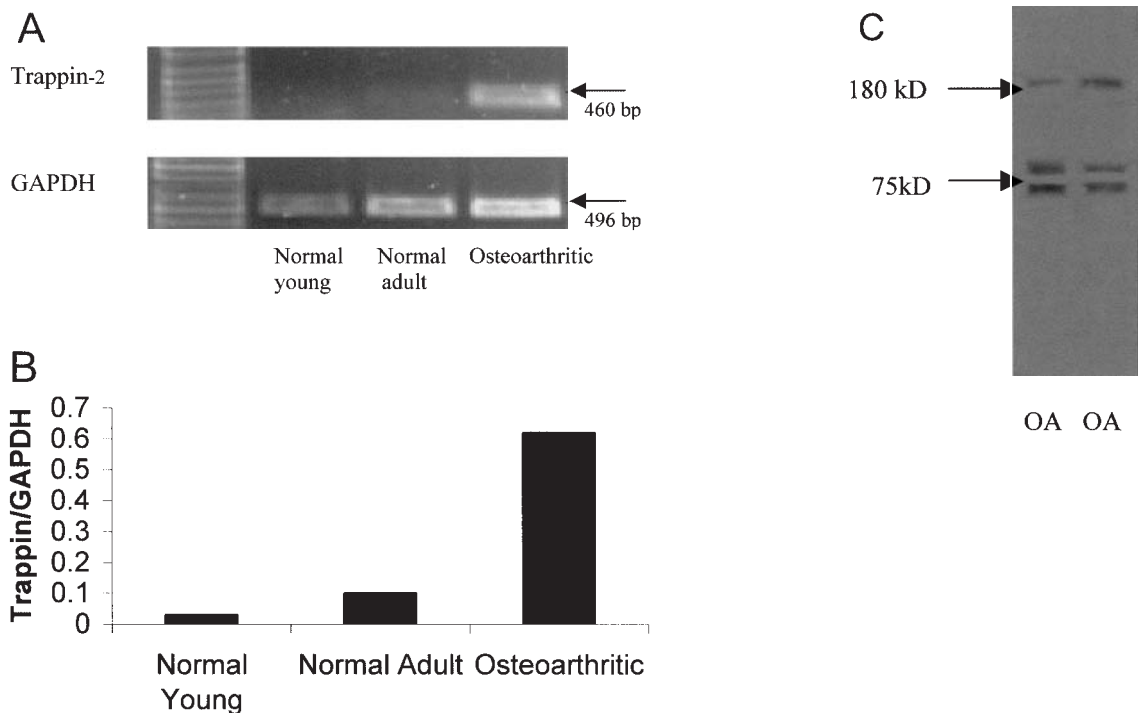 A
Trappin-2
460 bp
GAPDH
496 bp
Normal young
Normal adult
Osteoarthritic
B
Trappin/GAPDH
0.7
0.6
0.5
0.4
0.3
0.2
0.1
0
Normal Young
Normal Adult
Osteoarthritic
C
180 kD
75kD
OA OA